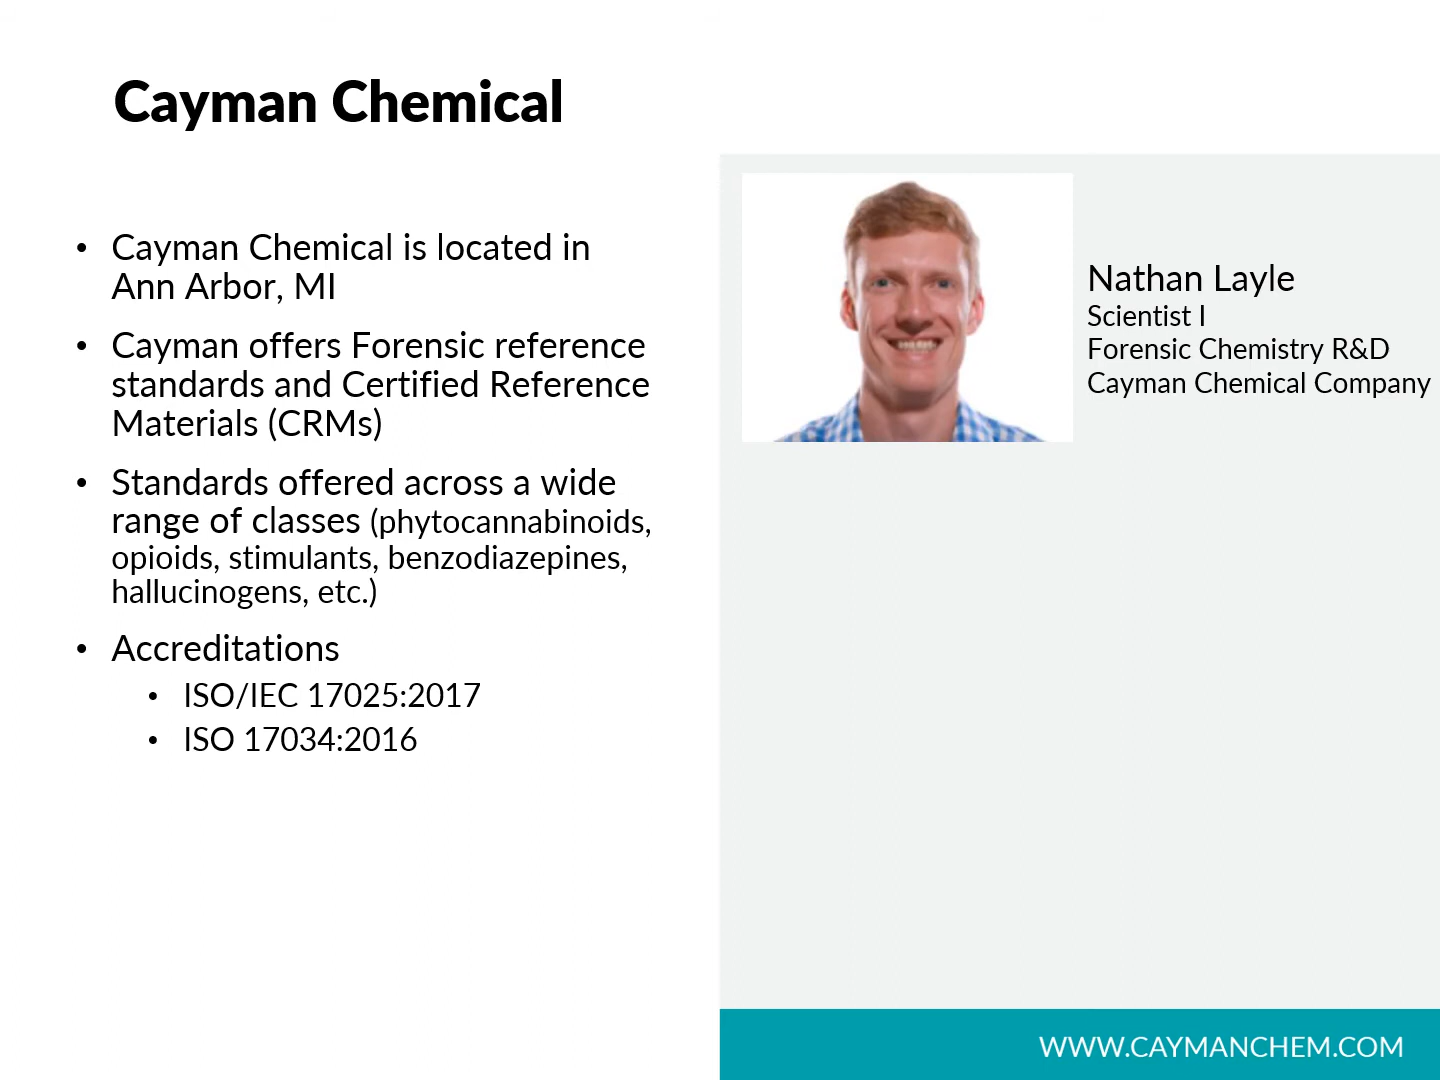 Cayman Chemical
• Cayman Chemical is located in
Ann Arbor, MI
• Cayman offers Forensic reference
standards and Certified Reference
Materials (CRMs)
• Standards offered across a wide
range of classes (phytocannabinoids,
opioids, stimulants, benzodiazepines,
hallucinogens, etc.)
• Accreditations
• ISO/IEC 17025:2017
• ISO 17034:2016
Nathan Layle
Scientist I
Forensic Chemistry R&D
Cayman Chemical Company
WWW.CAYMANCHEM.COM